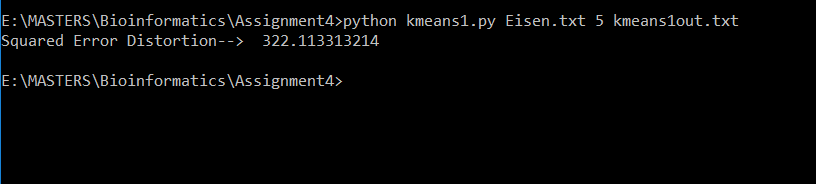 E:\MASTERS\Bioinformatics\Assignment4>python kmeans1.py Eisen.txt 5 kmeans1out.txt
Squared Error Distortion-->  322.113313214
E:\MASTERS\Bioinformatics\Assignment4>